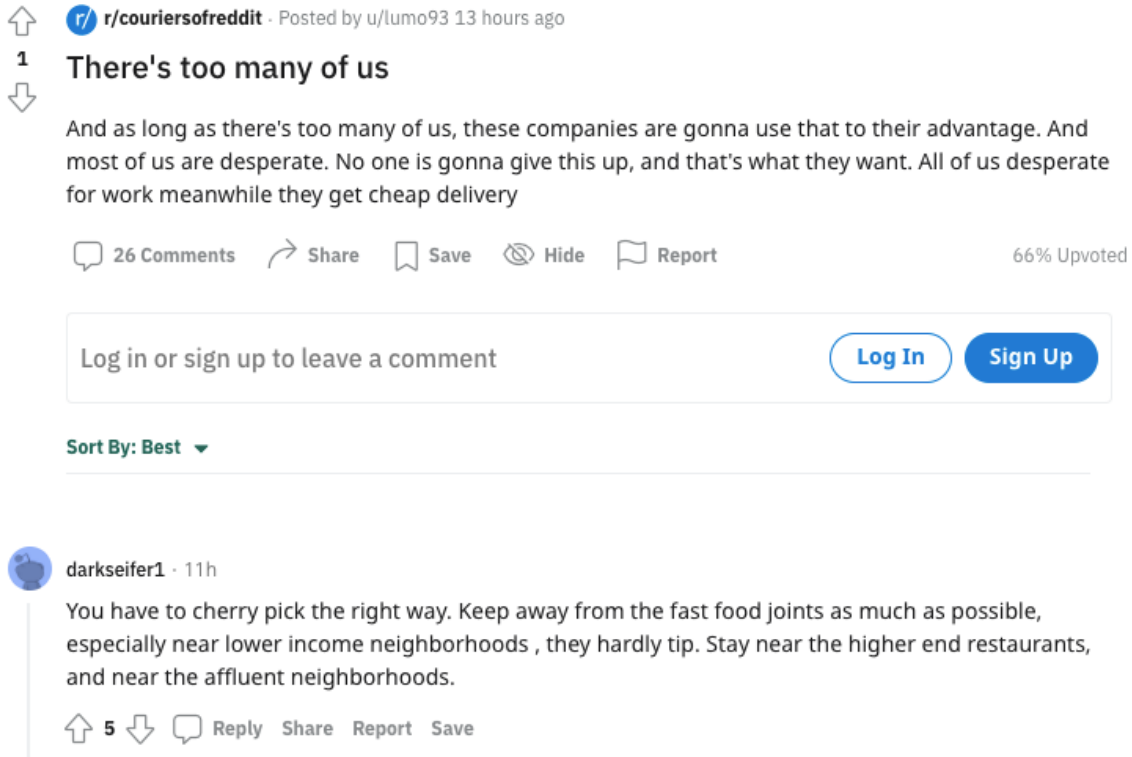 r/couriersofreddit · Posted by u/lumo93 13 hours ago
1
There's too many of us
And as long as there's too many of us, these companies are gonna use that to their advantage. And
most of us are desperate. No one is gonna give this up, and that's what they want. All of us desperate
for work meanwhile they get cheap delivery
26 Comments Share Save Hide Report 66% Upvoted
Log in or sign up to leave a comment Log In Sign Up
Sort By: Best
darkseifer1 · 11h
You have to cherry pick the right way. Keep away from the fast food joints as much as possible,
especially near lower income neighborhoods , they hardly tip. Stay near the higher end restaurants,
and near the affluent neighborhoods.
5 Reply Share Report Save